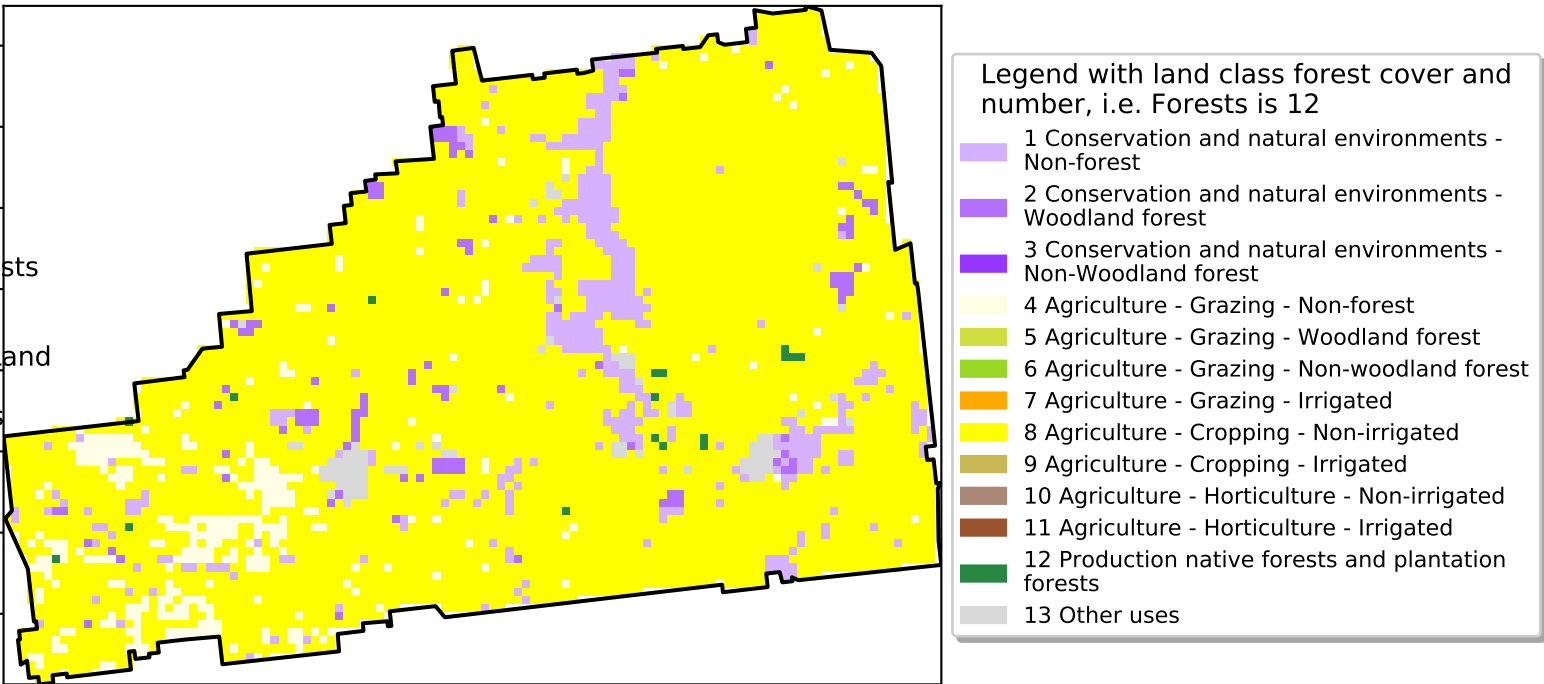 Legend with land class forest cover and
number, i.e. Forests is 12
1 Conservation and natural environments -
Non-forest
2 Conservation and natural environments -
Woodland forest
3 Conservation and natural environments -
Non-Woodland forest
4 Agriculture - Grazing - Non-forest
5 Agriculture - Grazing - Woodland forest
6 Agriculture - Grazing - Non-woodland forest
7 Agriculture - Grazing - Irrigated
8 Agriculture - Cropping - Non-irrigated
9 Agriculture - Cropping - Irrigated
10 Agriculture - Horticulture - Non-irrigated
11 Agriculture - Horticulture - Irrigated
12 Production native forests and plantation
forests
13 Other uses
sts
and